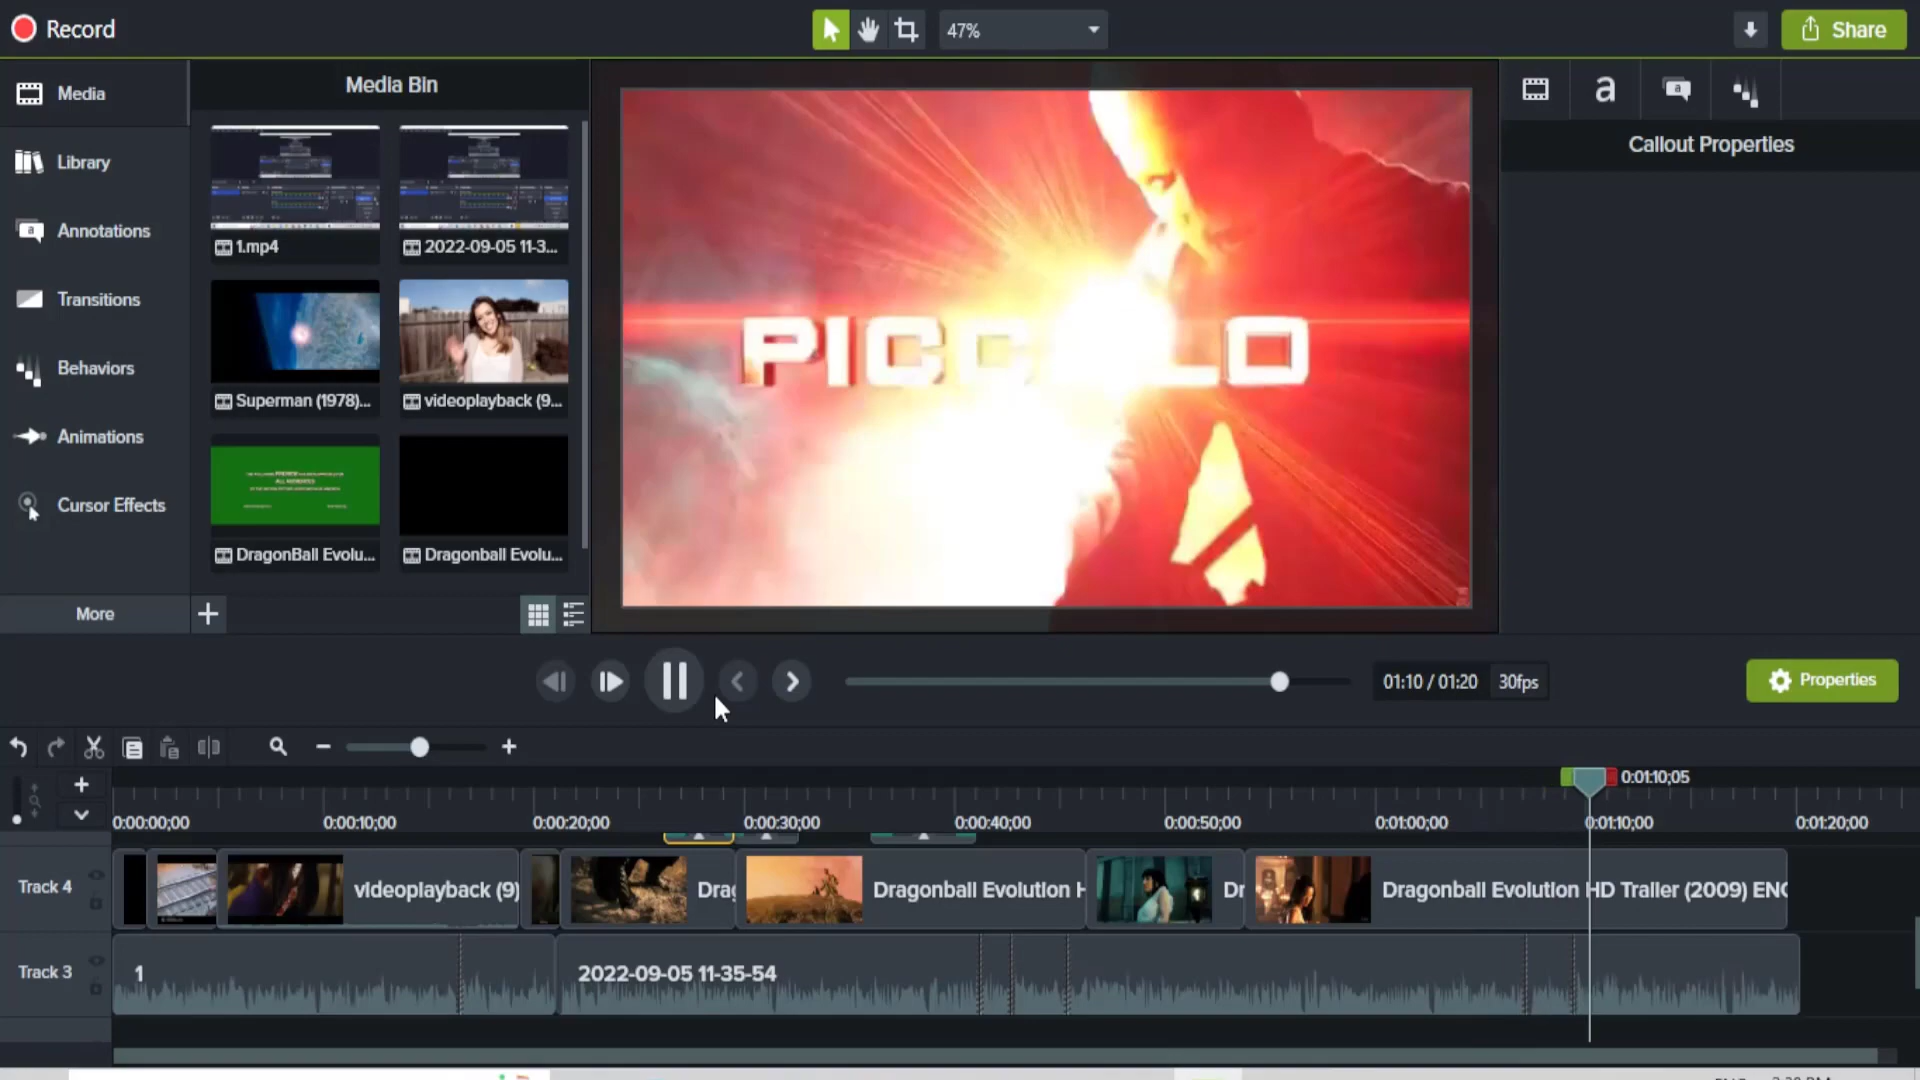 Record
47%
Share
Media
Library
Annotations
Transitions
Behaviors
Animations
Cursor Effects
More
Media Bin
1.mp4
2022-09-05 11-3...
Superman (1978)...
videoplayback (9...
DragonBall Evolu...
Dragonball Evolu...
PICCOLO
a
Callout Properties
01:10 / 01:20
30fps
Properties
0:01:10;05
0:00:00;00
0:00:10;00
0:00:20;00
0:00:30;00
0:00:40;00
0:00:50;00
0:01:00;00
0:01:10;00
0:01:20;00
Track 4
videoplayback (9)
Drag
Dragonball Evolution H
Dr
Dragonball Evolution HD Trailer (2009) ENG
Track 3
1
2022-09-05 11-35-54